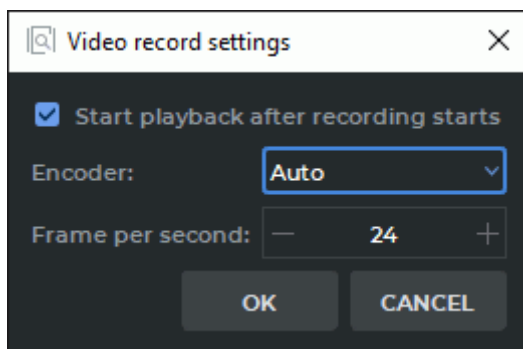 Video record settings
Start playback after recording starts
Encoder: Auto
Frame per second: 24
OK CANCEL